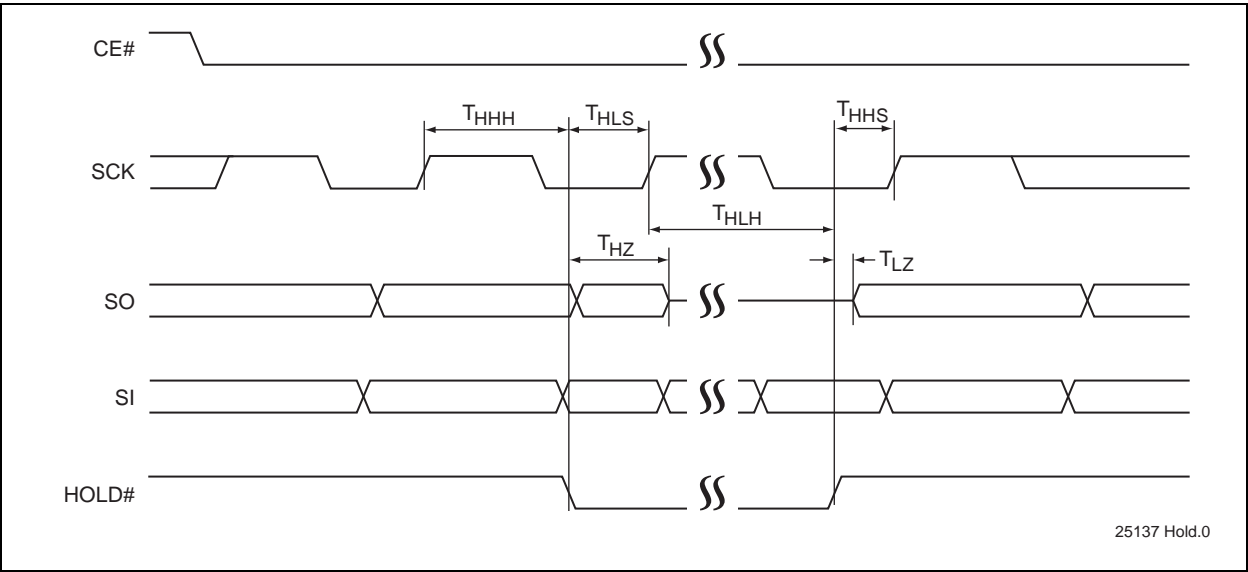 CE#
THHH
THLS
THHS
SCK
THLH
THZ
TLZ
SO
SI
HOLD#
25137 Hold.0